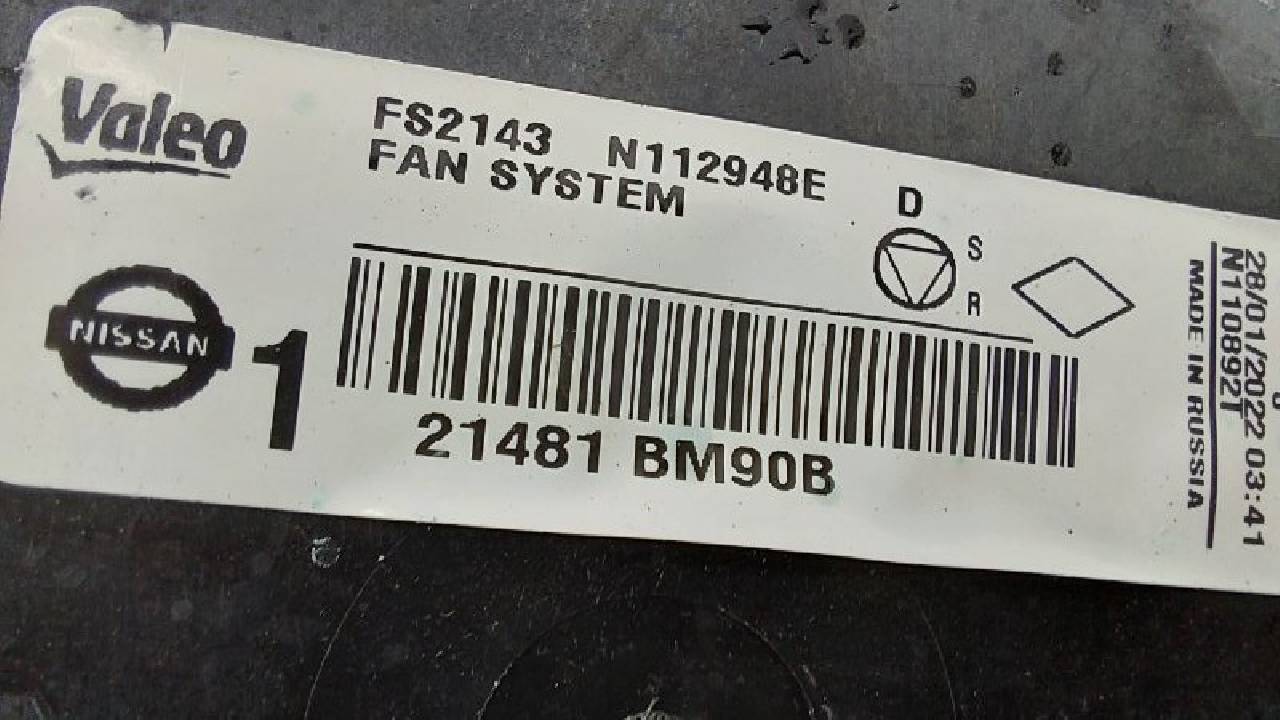 Valeo
FS2143 N112948E
FAN SYSTEM
D
S
R
NISSAN
1
21481 BM90B
28/01/2022 03:41
N110892T
MADE IN RUSSIA